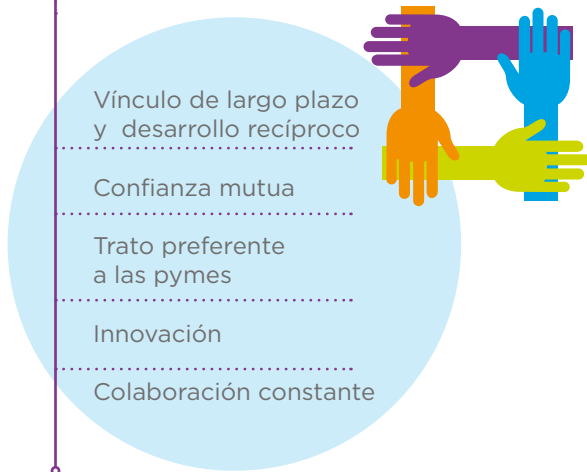 Vínculo de largo plazo
y desarrollo recíproco
Confianza mutua
Trato preferente
a las pymes
Innovación
Colaboración constante